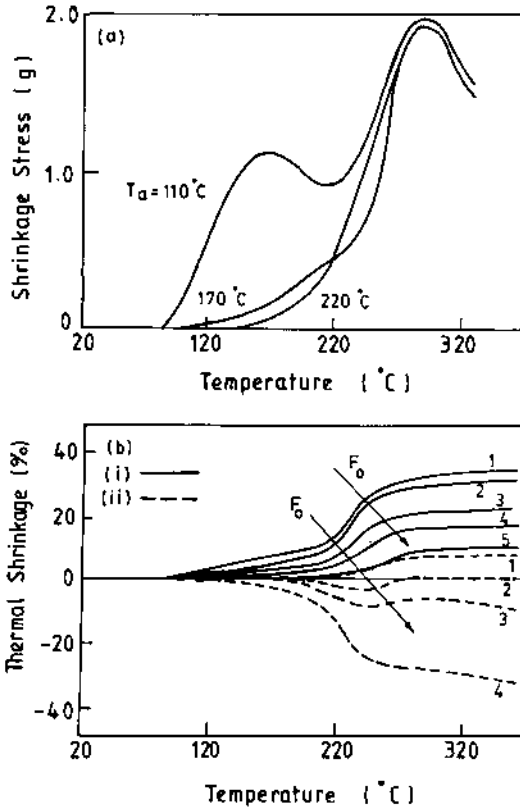 (a)
2.0
1.0
0
Shrinkage Stress (g)
Ta=110°C
170°C
220°C
20 120 220 320
Temperature (°C)
(b)
(i)
(ii)
40
20
0
-20
-40
Thermal Shrinkage (%)
Fo
Fo
1
2
3
4
5
1
2
3
4
20 120 220 320
Temperature (°C)